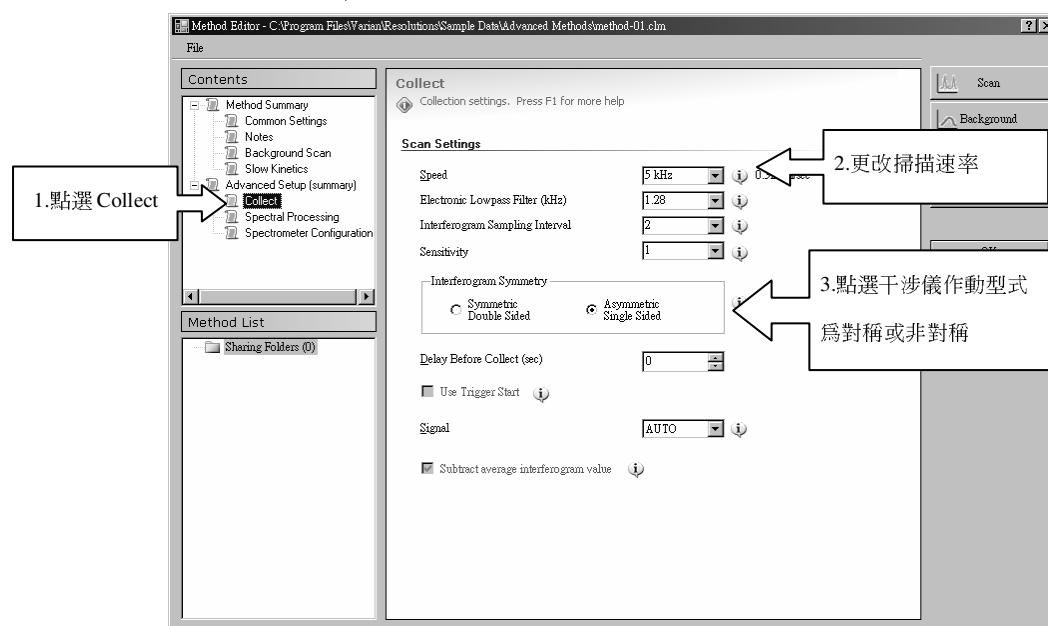 Method Editor - C:\Program Files\Varian\Resolutions\Sample Data\Advanced Methods\method-01.clm
File
Contents
Method Summary
Common Settings
Notes
Background Scan
Slow Kinetics
Advanced Setup (summary)
Collect
Spectral Processing
Spectrometer Configuration
Method List
Sharing Folders (0)
1.點選 Collect
Collect
Collection settings. Press F1 for more help
Scan Settings
Speed 5 kHz
Electronic Lowpass Filter (kHz) 1.28
Interferogram Sampling Interval 2
Sensitivity 1
Interferogram Symmetry
Symmetric Double Sided
Asymmetric Single Sided
Delay Before Collect (sec) 0
Use Trigger Start
Signal AUTO
Subtract average interferogram value
Scan
Background
2.更改掃描速率
3.點選干涉儀作動型式
為對稱或非對稱